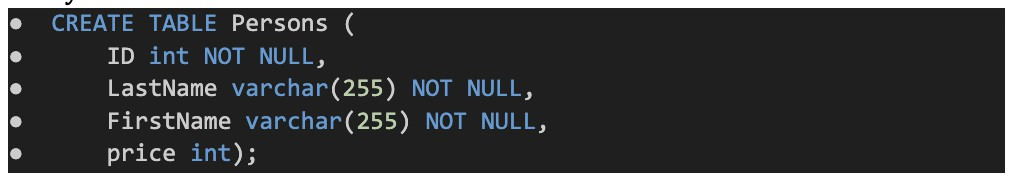 CREATE TABLE Persons (
ID int NOT NULL,
LastName varchar(255) NOT NULL,
FirstName varchar(255) NOT NULL,
price int);